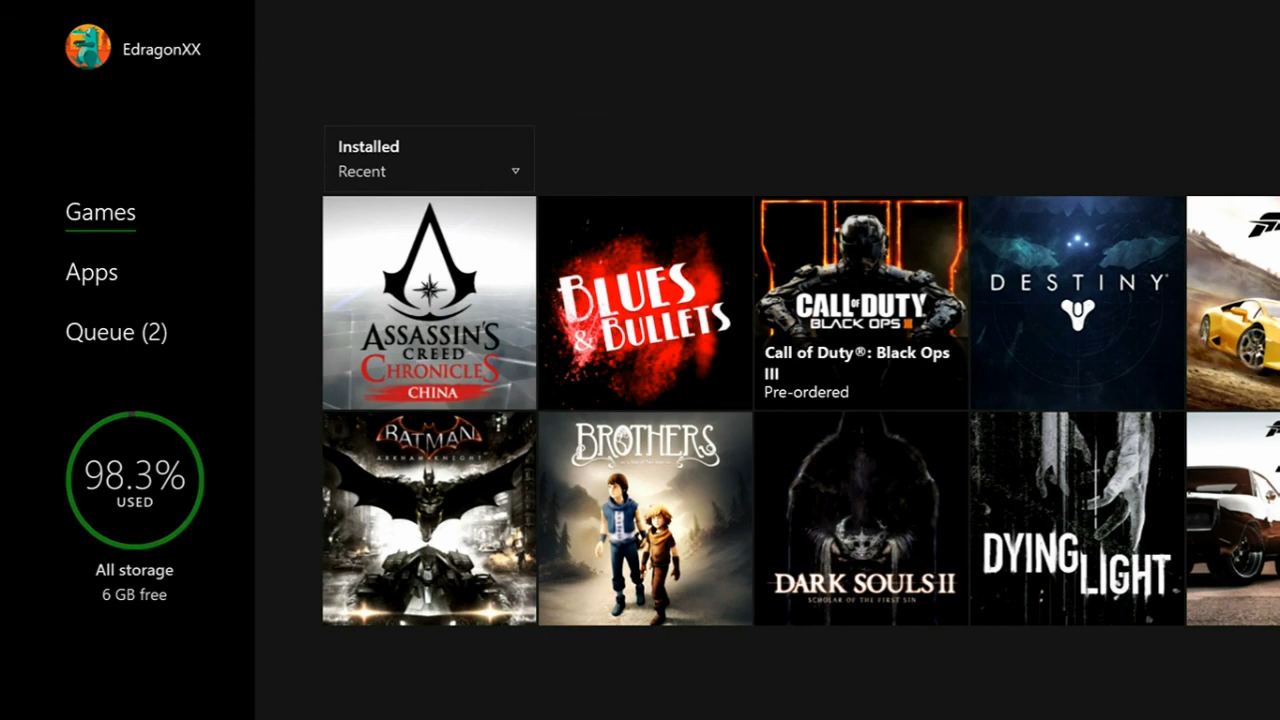 EdragonXX
Installed
Recent
Games
Apps
Queue (2)
98.3%
USED
All storage
6 GB free
ASSASSIN'S
CREED
CHRONICLES
CHINA
BLUES
& BULLETS
CALL OF DUTY
BLACK OPS III
Call of Duty®: Black Ops
III
Pre-ordered
DESTINY
BATMAN
ARKHAM KNIGHT
BROTHERS
DARK SOULS II
SCHOLAR OF THE FIRST SIN
DYING
LIGHT